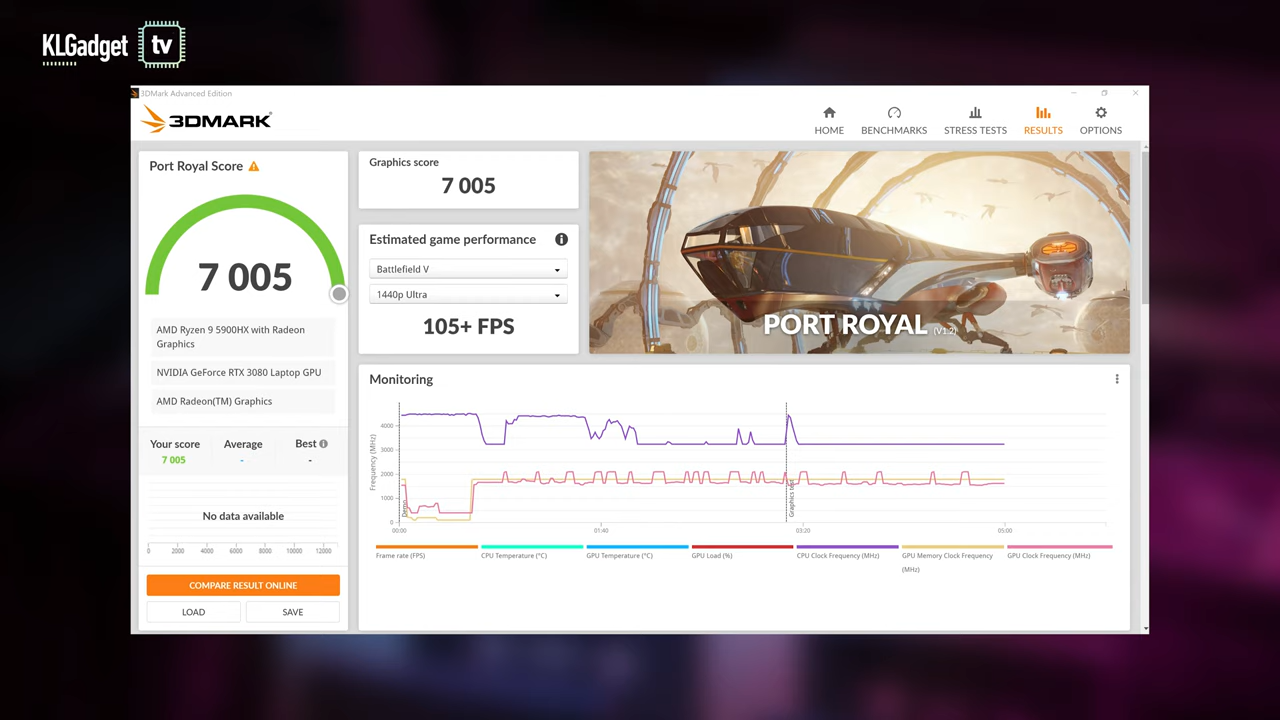 KLGadget tv
3DMark Advanced Edition
3DMARK
HOME
BENCHMARKS
STRESS TESTS
RESULTS
OPTIONS
Port Royal Score
7 005
AMD Ryzen 9 5900HX with Radeon
Graphics
NVIDIA GeForce RTX 3080 Laptop GPU
AMD Radeon(TM) Graphics
Your score
Average
Best
7 005
-
-
No data available
0 2000 4000 6000 8000 10000 12000
COMPARE RESULT ONLINE
LOAD
SAVE
Graphics score
7 005
Estimated game performance
Battlefield V
1440p Ultra
105+ FPS
PORT ROYAL (V1.2)
Monitoring
Frequency (MHz)
4000
3000
2000
1000
0
Demo
Graphics test
00:00
01:40
03:20
05:00
Frame rate (FPS)
CPU Temperature (°C)
GPU Temperature (°C)
GPU Load (%)
CPU Clock Frequency (MHz)
GPU Memory Clock Frequency
(MHz)
GPU Clock Frequency (MHz)